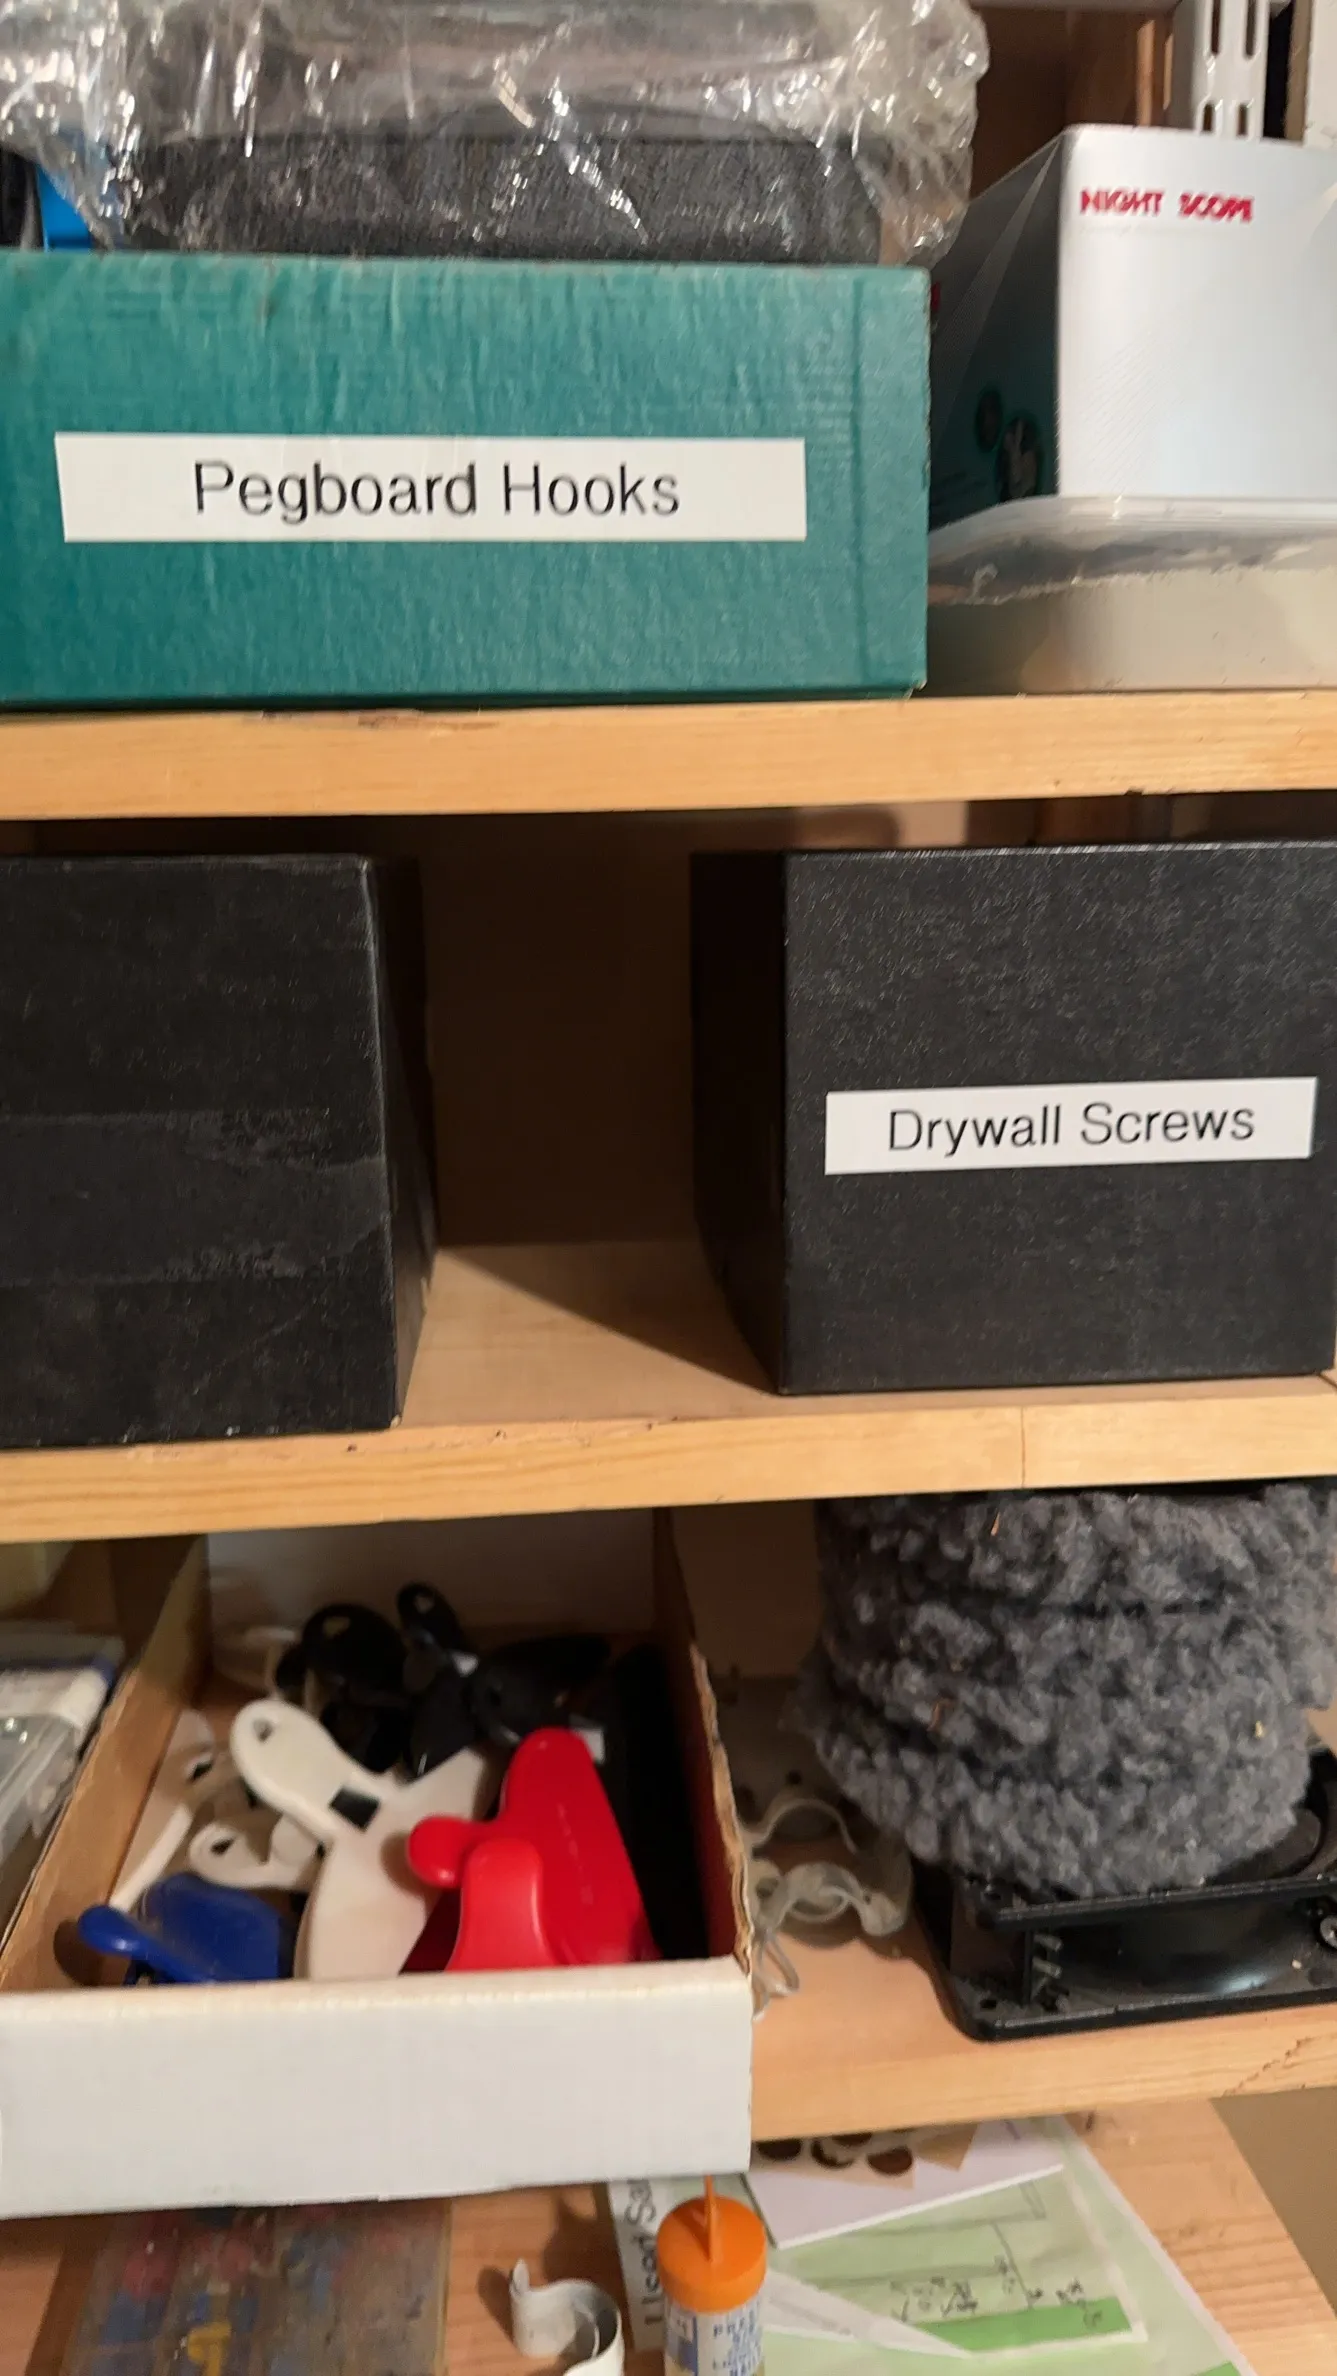 NIGHT SCOPE
Pegboard Hooks
Drywall Screws